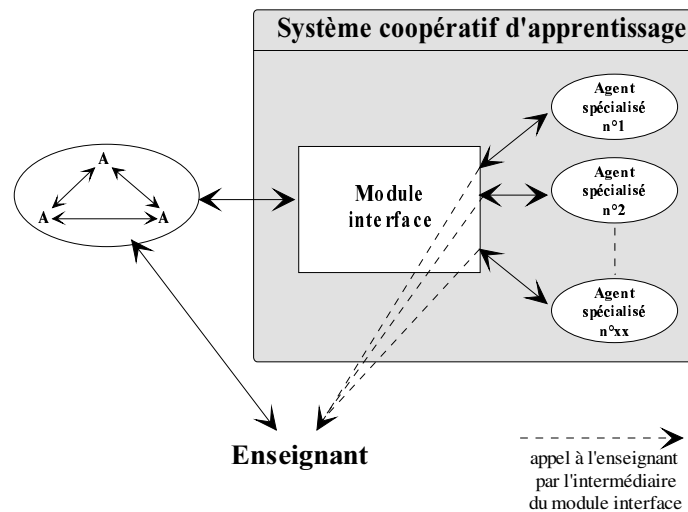 Système coopératif d'apprentissage
Agent
spécialisé
n°1
A
Module
interface
Agent
spécialisé
n°2
A
A
Agent
spécialisé
n°xx
Enseignant
appel à l'enseignant
par l'intermédiaire
du module interface